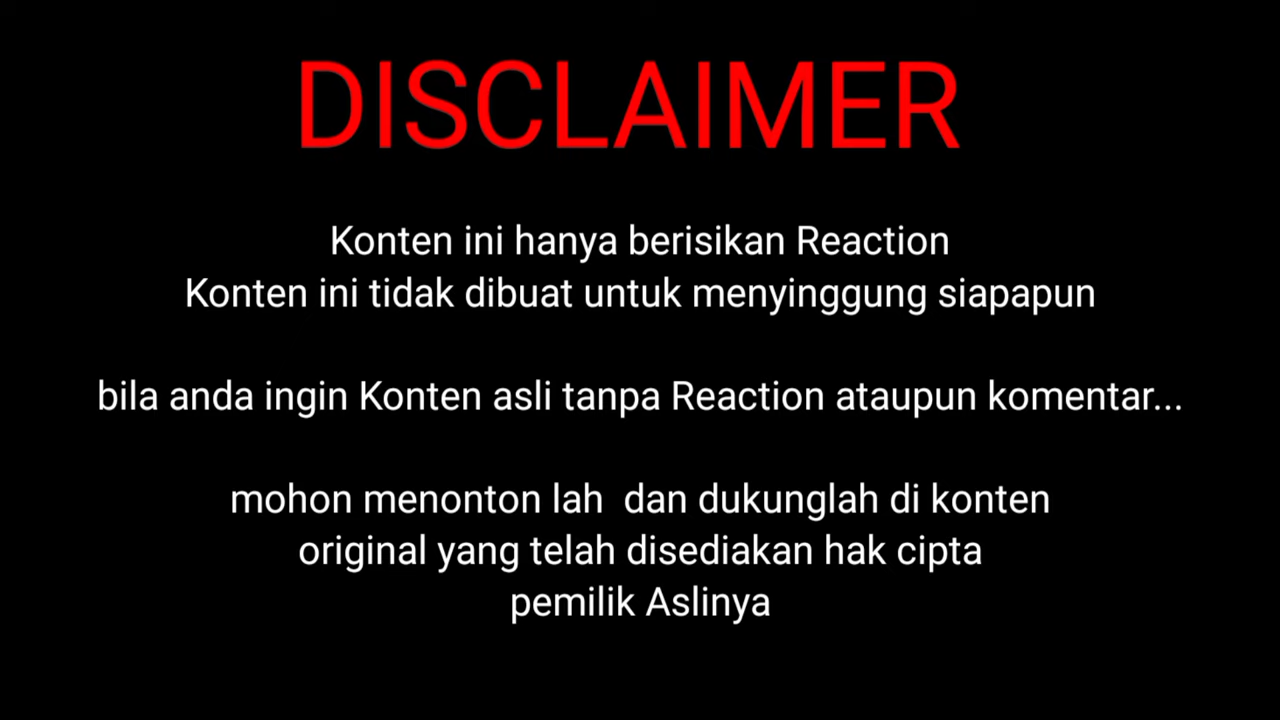 DISCLAIMER
Konten ini hanya berisikan Reaction
Konten ini tidak dibuat untuk menyinggung siapapun
bila anda ingin Konten asli tanpa Reaction ataupun komentar...
mohon menonton lah  dan dukunglah di konten
original yang telah disediakan hak cipta
pemilik Aslinya